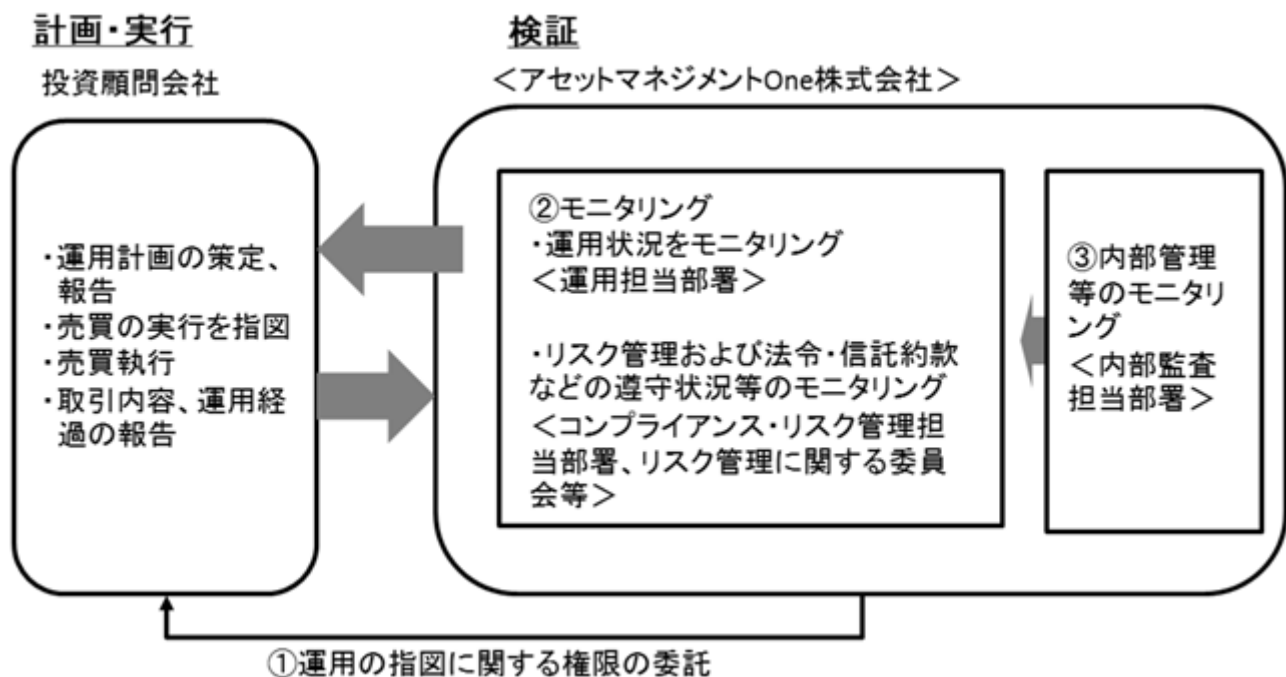 計画・実行
投資顧問会社
・運用計画の策定、
報告
・売買の実行を指図
・売買執行
・取引内容、運用経
過の報告
検証
＜アセットマネジメントOne株式会社＞
②モニタリング
・運用状況をモニタリング
＜運用担当部署＞
・リスク管理および法令・信託約款
などの遵守状況等のモニタリング
＜コンプライアンス・リスク管理担
当部署、リスク管理に関する委員
会等＞
③内部管理
等のモニタリ
ング
＜内部監査
担当部署＞
①運用の指図に関する権限の委託